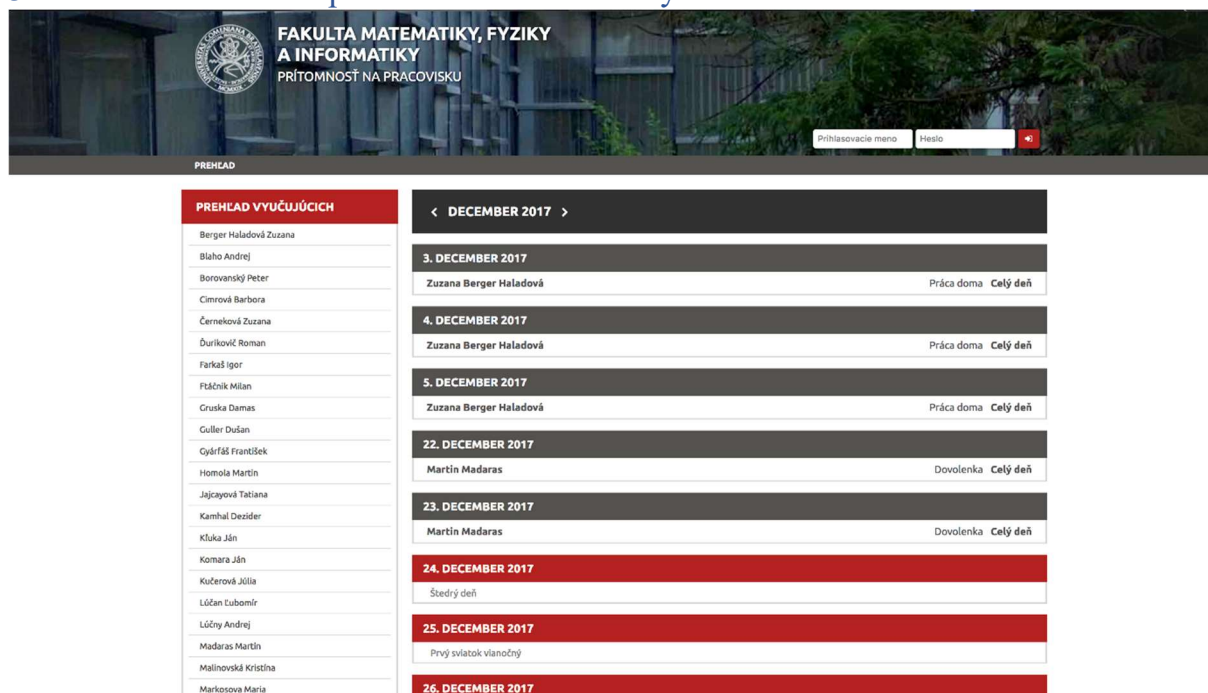 FAKULTA MATEMATIKY, FYZIKY
A INFORMATIKY
PRÍTOMNOSŤ NA PRACOVISKU
Prihlasovacie meno
Heslo
PREHĽAD
PREHĽAD VYUČUJÚCICH
Berger Haladová Zuzana
Blaho Andrej
Borovanský Peter
Cimrová Barbora
Černeková Zuzana
Ďurikovič Roman
Farkaš Igor
Ftáčnik Milan
Gruska Damas
Guller Dušan
Gyárfáš František
Homola Martin
Jajcayová Tatiana
Kamhal Dezider
Kľuka Ján
Komara Ján
Kučerová Júlia
Lúčan Ľubomír
Lúčny Andrej
Madaras Martin
Malinovská Kristína
Markosova Maria
DECEMBER 2017
3. DECEMBER 2017
Zuzana Berger Haladová Práca doma Celý deň
4. DECEMBER 2017
Zuzana Berger Haladová Práca doma Celý deň
5. DECEMBER 2017
Zuzana Berger Haladová Práca doma Celý deň
22. DECEMBER 2017
Martin Madaras Dovolenka Celý deň
23. DECEMBER 2017
Martin Madaras Dovolenka Celý deň
24. DECEMBER 2017
Štedrý deň
25. DECEMBER 2017
Prvý sviatok vianočný
26. DECEMBER 2017